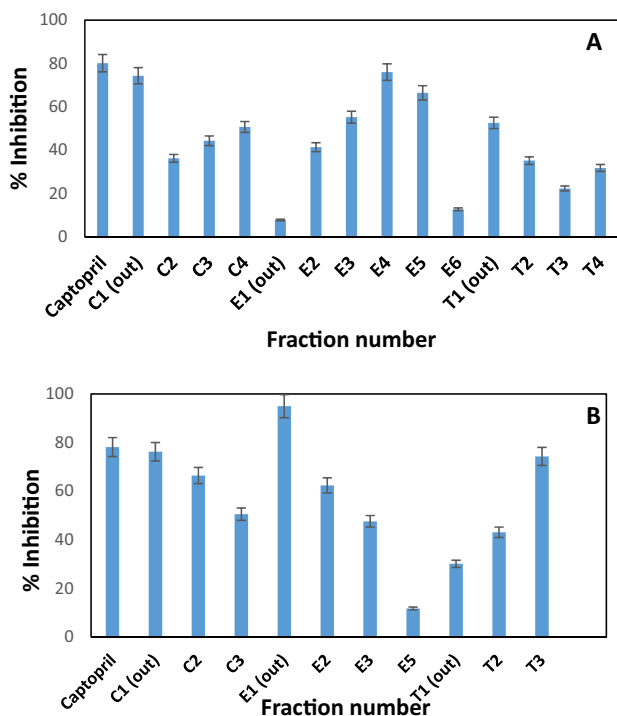 A
% Inhibition
100
80
60
40
20
0
Captopril
C1 (out)
C2
C3
C4
E1 (out)
E2
E3
E4
E5
E6
T1 (out)
T2
T3
T4
Fraction number
B
% Inhibition
100
80
60
40
20
0
Captopril
C1 (out)
C2
C3
E1 (out)
E2
E3
E5
T1 (out)
T2
T3
Fraction number